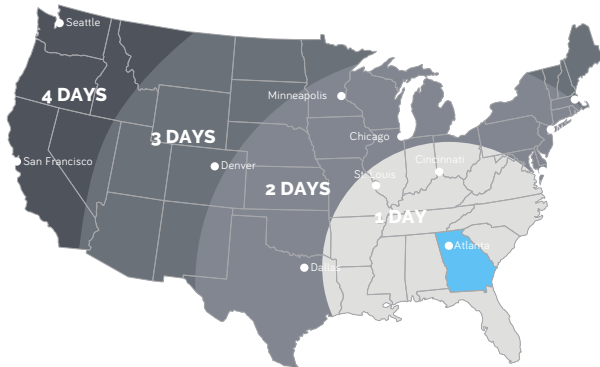 Seattle
4 DAYS
Minneapolis
3 DAYS
Chicago
San Francisco
Denver
Cincinnati
St. Louis
2 DAYS
1 DAY
Atlanta
Dallas